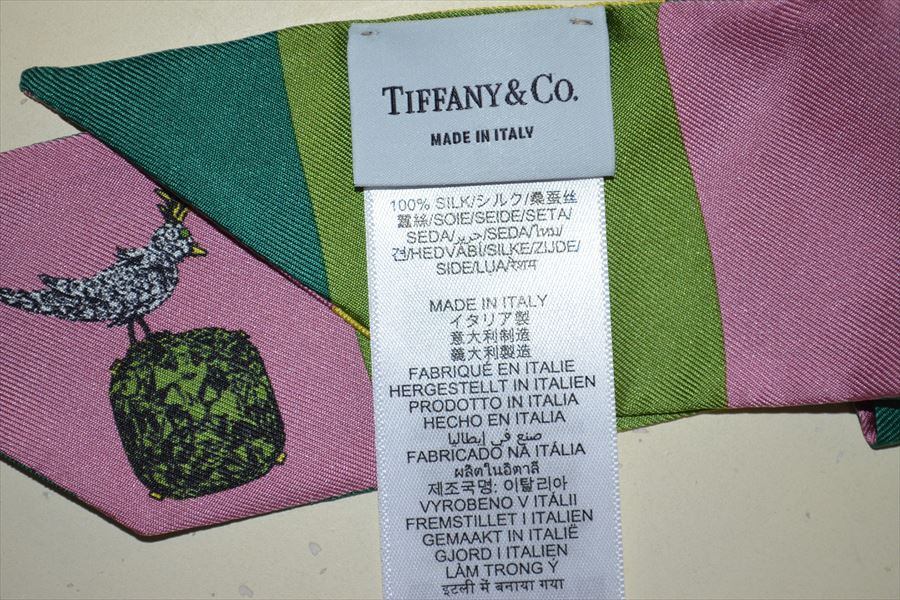 TIFFANY & CO.
MADE IN ITALY
100% SILK/シルク/桑蚕丝
蠶絲/SOIE/SEIDE/SETA/
SEDA/حرير/SEDA/ไหม/
견/HEDVÁBÍ/SILKE/ZIJDE/
SIDE/LUA/रेशम
MADE IN ITALY
イタリア製
意大利制造
義大利製造
FABRIQUÉ EN ITALIE
HERGESTELLT IN ITALIEN
PRODOTTO IN ITALIA
HECHO EN ITALIA
صنع في إيطاليا
FABRICADO NA ITÁLIA
ผลิตในอิตาลี
제조국명: 이탈리아
VYROBENO V ITÁLII
FREMSTILLET I ITALIEN
GEMAAKT IN ITALIË
GJORD I ITALIEN
LÀM TRONG Ý
इटली में बनाया गया